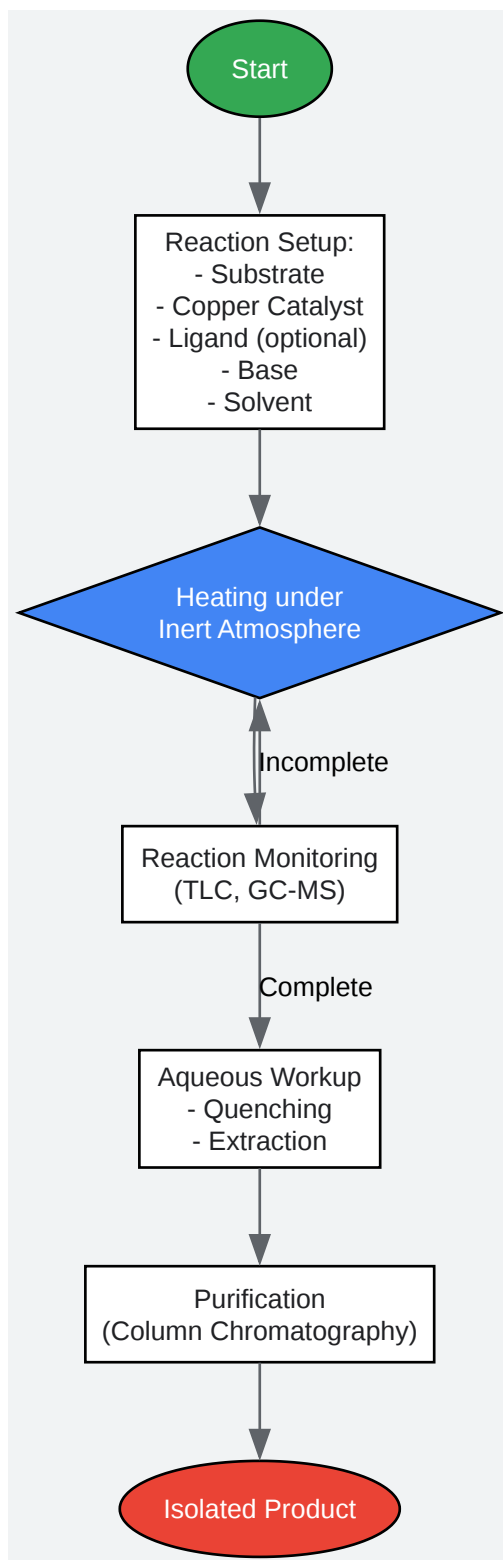 Start
Reaction Setup:
- Substrate
- Copper Catalyst
- Ligand (optional)
- Base
- Solvent
Heating under
Inert Atmosphere
Incomplete
Reaction Monitoring
(TLC, GC-MS)
Complete
Aqueous Workup
- Quenching
- Extraction
Purification
(Column Chromatography)
Isolated Product